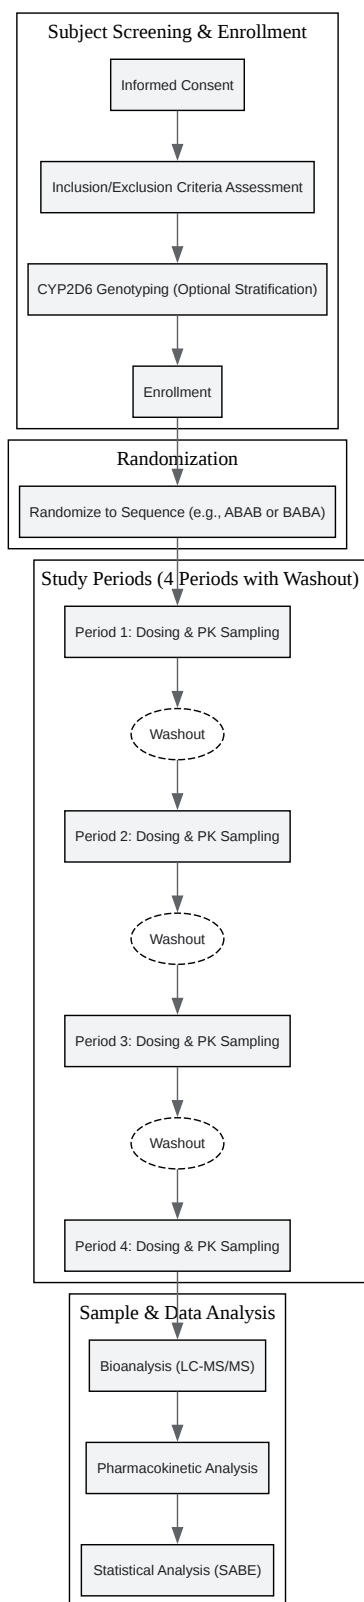 Subject Screening & Enrollment
Informed Consent
Inclusion/Exclusion Criteria Assessment
CYP2D6 Genotyping (Optional Stratification)
Enrollment
Randomization
Randomize to Sequence (e.g., ABAB or BABA)
Study Periods (4 Periods with Washout)
Period 1: Dosing & PK Sampling
Washout
Period 2: Dosing & PK Sampling
Washout
Period 3: Dosing & PK Sampling
Washout
Period 4: Dosing & PK Sampling
Sample & Data Analysis
Bioanalysis (LC-MS/MS)
Pharmacokinetic Analysis
Statistical Analysis (SABE)